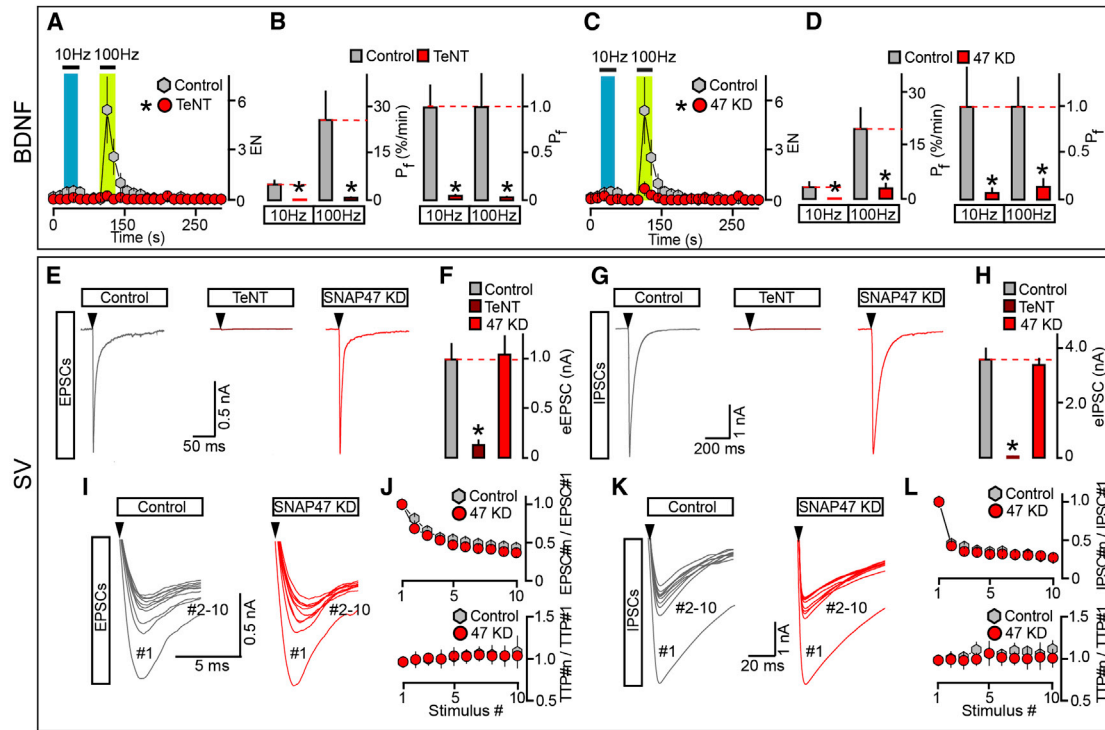 A
B
C
D
BDNF
10Hz 100Hz
Control
* TeNT
6
3
0
EN
0 150 250
Time (s)
Control TeNT
30
15
0
Pf (%/min)
* *
10Hz 100Hz
1.0
0.5
0
Pf
* *
10Hz 100Hz
10Hz 100Hz
Control
* 47 KD
6
3
0
EN
0 150 250
Time (s)
Control 47 KD
30
15
0
Pf (%/min)
* *
10Hz 100Hz
1.0
0.5
0
Pf
* *
10Hz 100Hz
SV
E
F
G
H
EPSCs
Control
TeNT
SNAP47 KD
0.5 nA
50 ms
Control
TeNT
47 KD
1.0
0.5
0
eEPSC (nA)
*
IPSCs
Control
TeNT
SNAP47 KD
1 nA
200 ms
Control
TeNT
47 KD
4.0
2.0
0
eIPSC (nA)
*
I
J
K
L
EPSCs
Control
SNAP47 KD
#2-10
#1
0.5 nA
5 ms
#2-10
#1
Control
47 KD
1.0
0.5
0
EPSC#n / EPSC#1
1 5 10
Control
47 KD
1.5
1.0
0.5
TTP#n / TTP#1
1 5 10
Stimulus #
IPSCs
Control
SNAP47 KD
#2-10
#1
1 nA
20 ms
#2-10
#1
Control
47 KD
1.0
0.5
0
IPSC#n / IPSC#1
1 5 10
Control
47 KD
1.5
1.0
0.5
TTP#n / TTP#1
1 5 10
Stimulus #